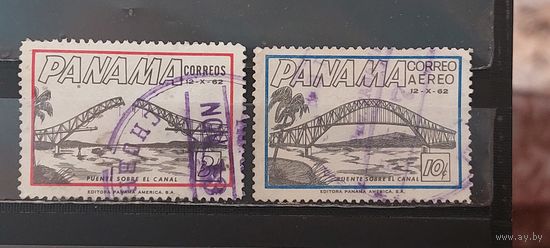 PANAMA CORREOS
12-X-62
PUENTE SOBRE EL CANAL
EDITORA PANAMA AMERICA, S.A.
PANAMA CORREO
AEREO
12-X-62
10
PUENTE SOBRE EL CANAL
EDITORA PANAMA AMERICA, S.A.
www.ay.by